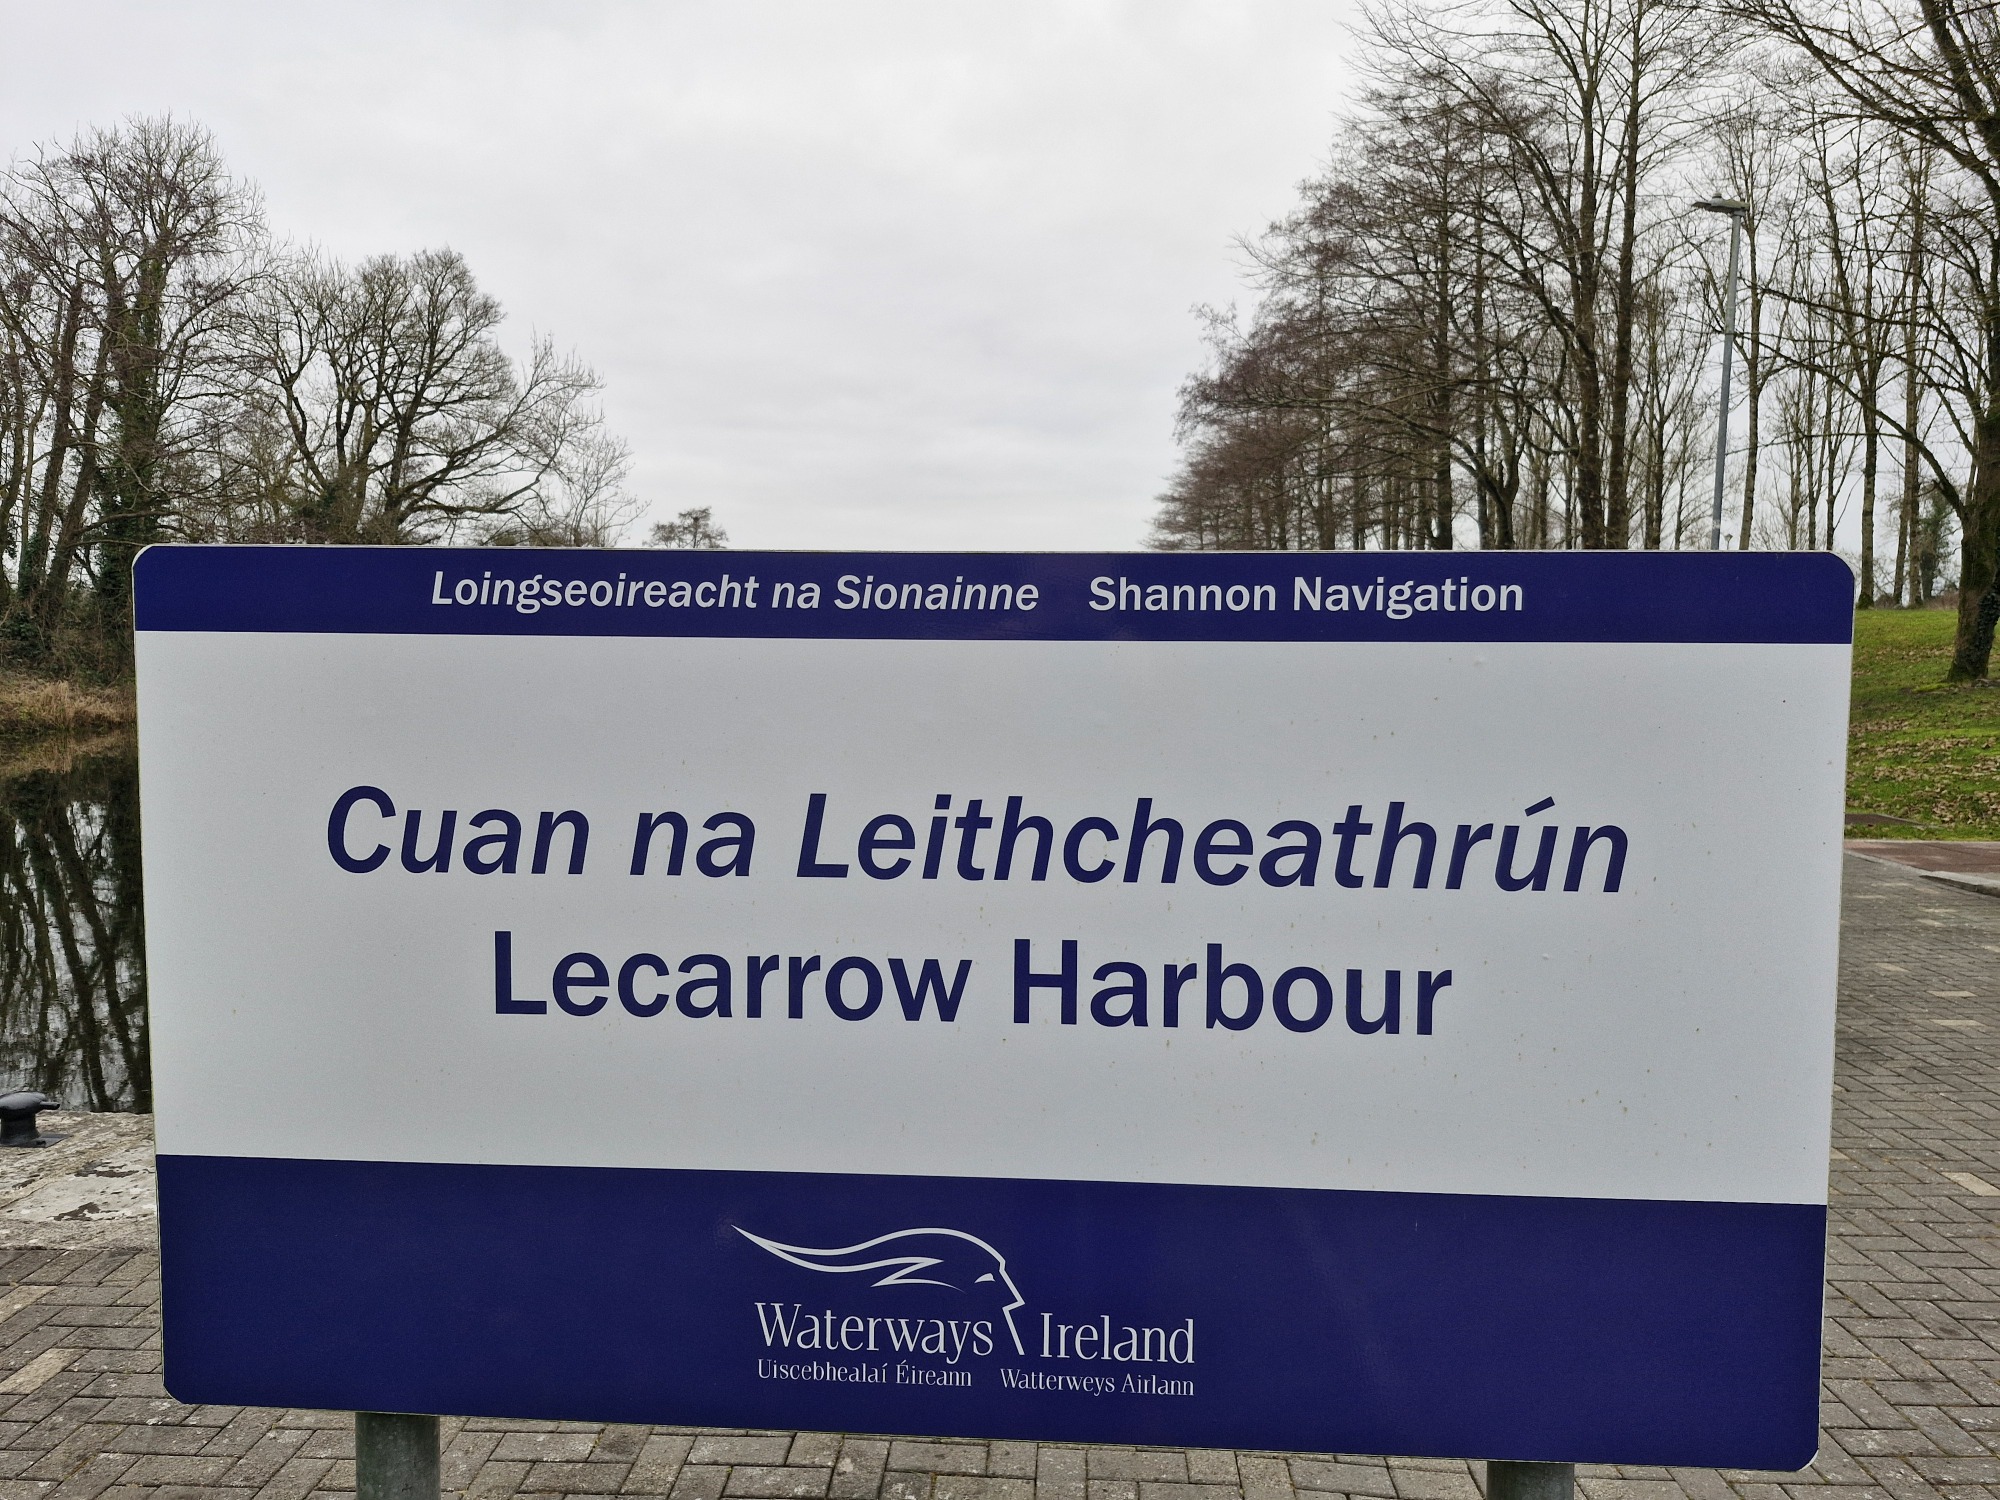 Loingseoireacht na Sionainne Shannon Navigation
Cuan na Leithcheathrún
Lecarrow Harbour
Waterways Ireland
Uiscebhealaí Éireann Watterweys Airlann